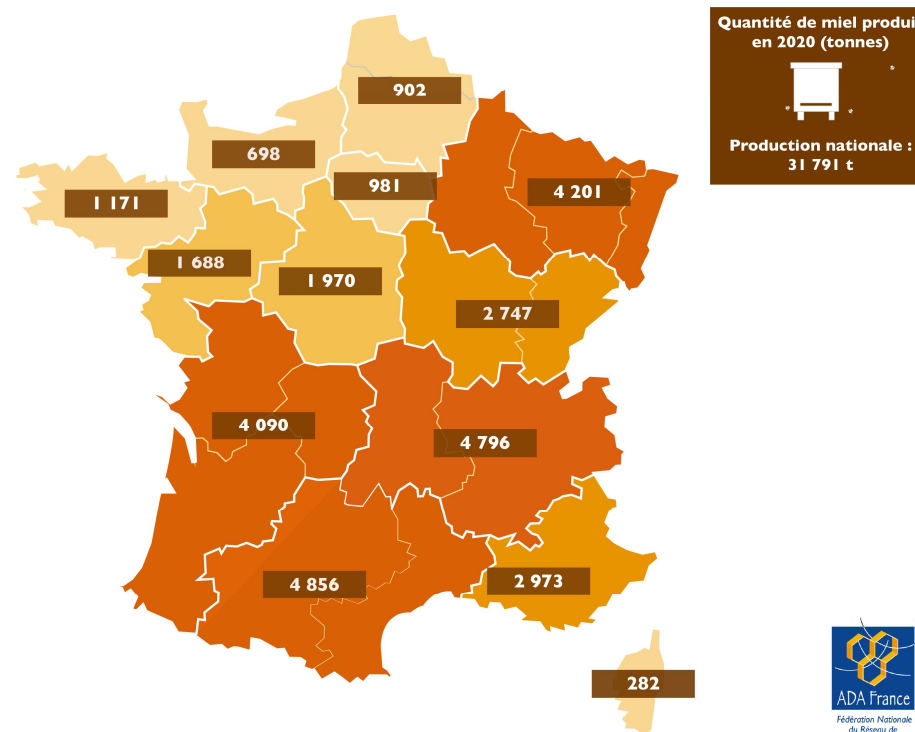 Quantité de miel produi
en 2020 (tonnes)
Production nationale :
31 791 t
902
698
981
4 201
1 171
1 688
1 970
2 747
4 090
4 796
4 856
2 973
282
ADA France
Fédération Nationale
du Réseau de